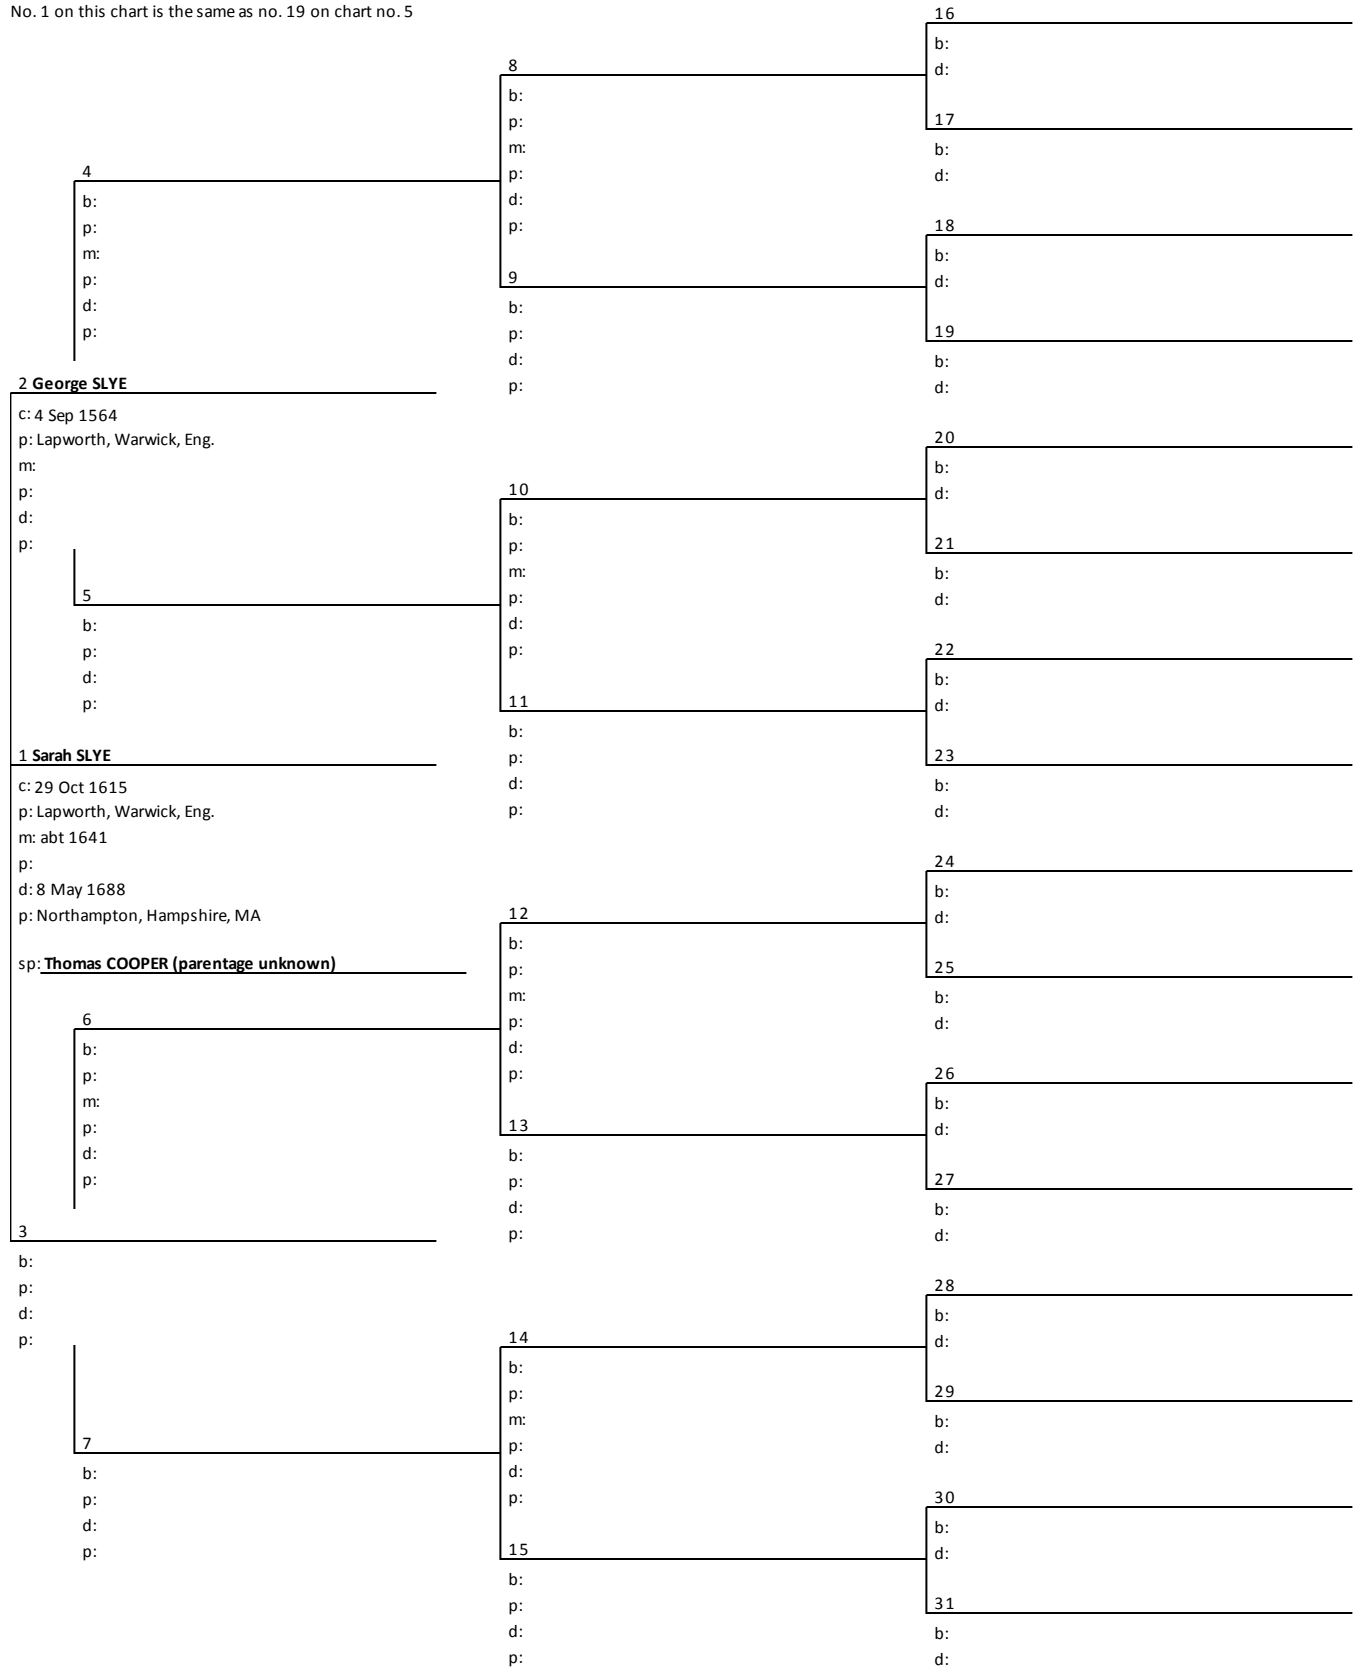 No. 1 on this chart is the same as no. 19 on chart no. 5
2 George SLYE
c: 4 Sep 1564
p: Lapworth, Warwick, Eng.
m:
p:
d:
p:
1 Sarah SLYE
c: 29 Oct 1615
p: Lapworth, Warwick, Eng.
m: abt 1641
p:
d: 8 May 1688
p: Northampton, Hampshire, MA
sp: Thomas COOPER (parentage unknown)
3
b:
p:
d:
p:
4
b:
p:
m:
p:
d:
p:
5
b:
p:
d:
p:
6
b:
p:
m:
p:
d:
p:
7
b:
p:
d:
p:
8
b:
p:
m:
p:
d:
p:
9
b:
p:
d:
p:
10
b:
p:
m:
p:
d:
p:
11
b:
p:
d:
p:
12
b:
p:
m:
p:
d:
p:
13
b:
p:
d:
p:
14
b:
p:
m:
p:
d:
p:
15
b:
p:
d:
p:
16
b:
d:
17
b:
d:
18
b:
d:
19
b:
d:
20
b:
d:
21
b:
d:
22
b:
d:
23
b:
d:
24
b:
d:
25
b:
d:
26
b:
d:
27
b:
d:
28
b:
d:
29
b:
d:
30
b:
d:
31
b:
d: